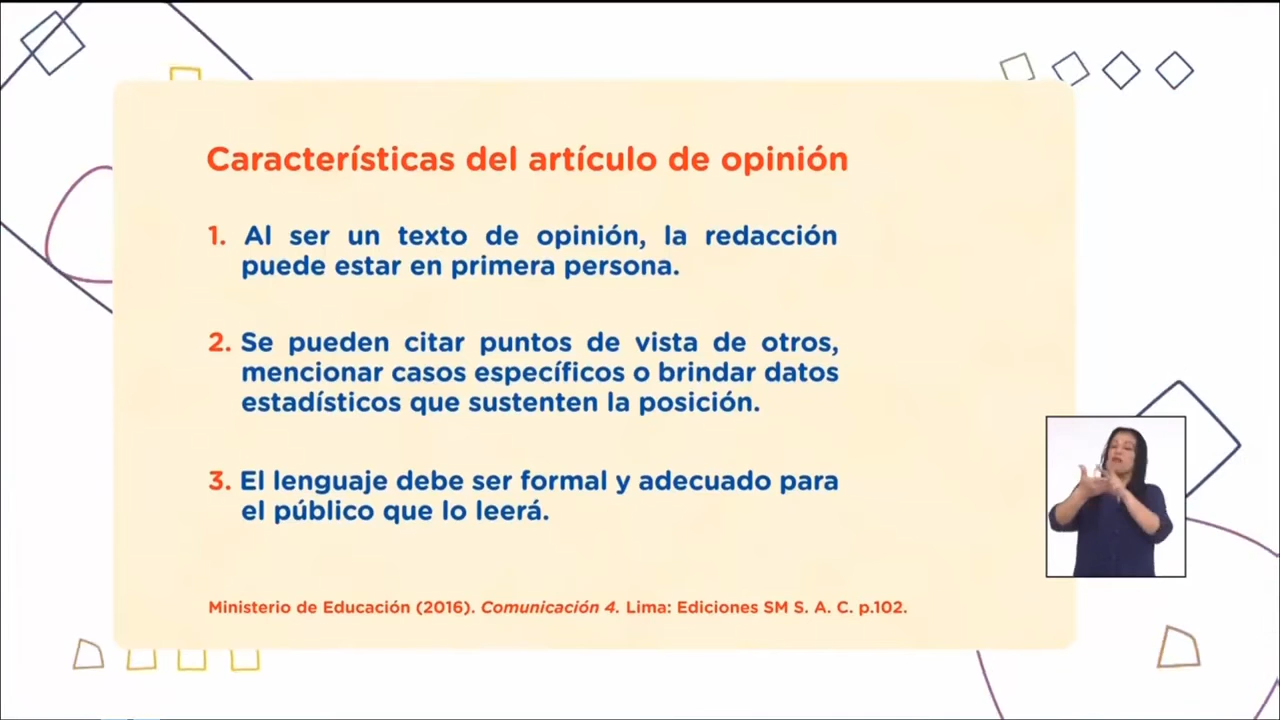 Características del artículo de opinión
1. Al ser un texto de opinión, la redacción
puede estar en primera persona.
2. Se pueden citar puntos de vista de otros,
mencionar casos específicos o brindar datos
estadísticos que sustenten la posición.
3. El lenguaje debe ser formal y adecuado para
el público que lo leerá.
Ministerio de Educación (2016). Comunicación 4. Lima: Ediciones SM S. A. C. p.102.